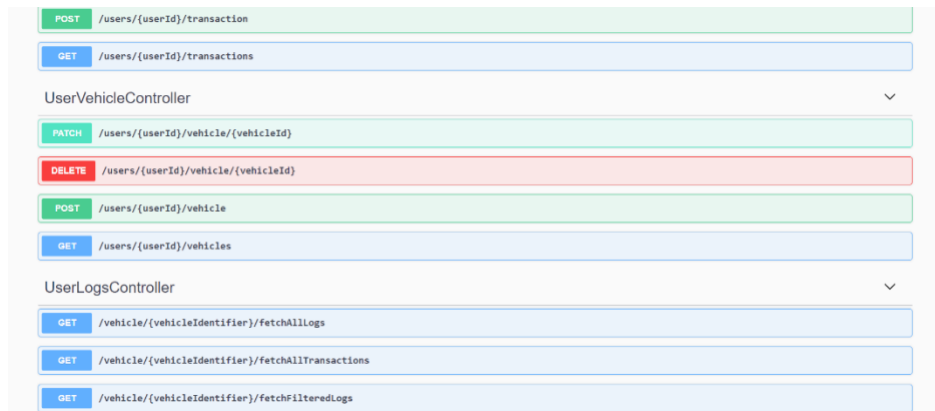 POST /users/{userId}/transaction
GET /users/{userId}/transactions
UserVehicleController
PATCH /users/{userId}/vehicle/{vehicleId}
DELETE /users/{userId}/vehicle/{vehicleId}
POST /users/{userId}/vehicle
GET /users/{userId}/vehicles
UserLogsController
GET /vehicle/{vehicleIdentifier}/fetchAllLogs
GET /vehicle/{vehicleIdentifier}/fetchAllTransactions
GET /vehicle/{vehicleIdentifier}/fetchFilteredLogs